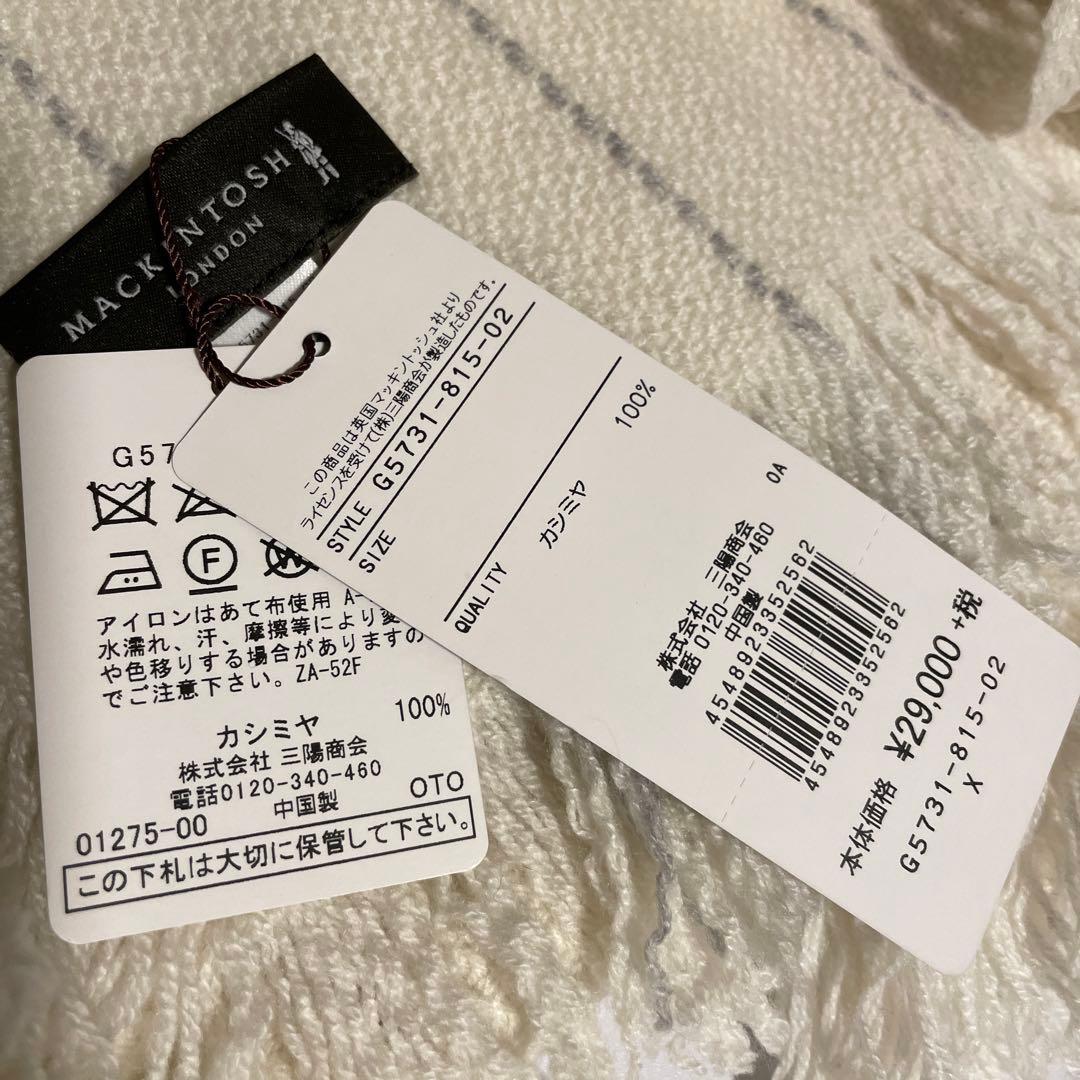 MACKINTOSH
LONDON
この商品は英国マッキントッシュ社より
ライセンスを受けて(株)三陽商会が製造したものです。
STYLE G5731-815-02
SIZE
QUALITY
カシミヤ 100%
0A
株式会社 三陽商会
電話 0120-340-460
中国製
4548923352562
4548923352562
本体価格 ¥29,000 +税
G5731-815-02
X
G57
F
アイロンはあて布使用 A-
水濡れ、汗、摩擦等により変
や色移りする場合がありますの
でご注意下さい。ZA-52F
カシミヤ 100%
株式会社 三陽商会
電話0120-340-460
中国製
01275-00 OTO
この下札は大切に保管して下さい。